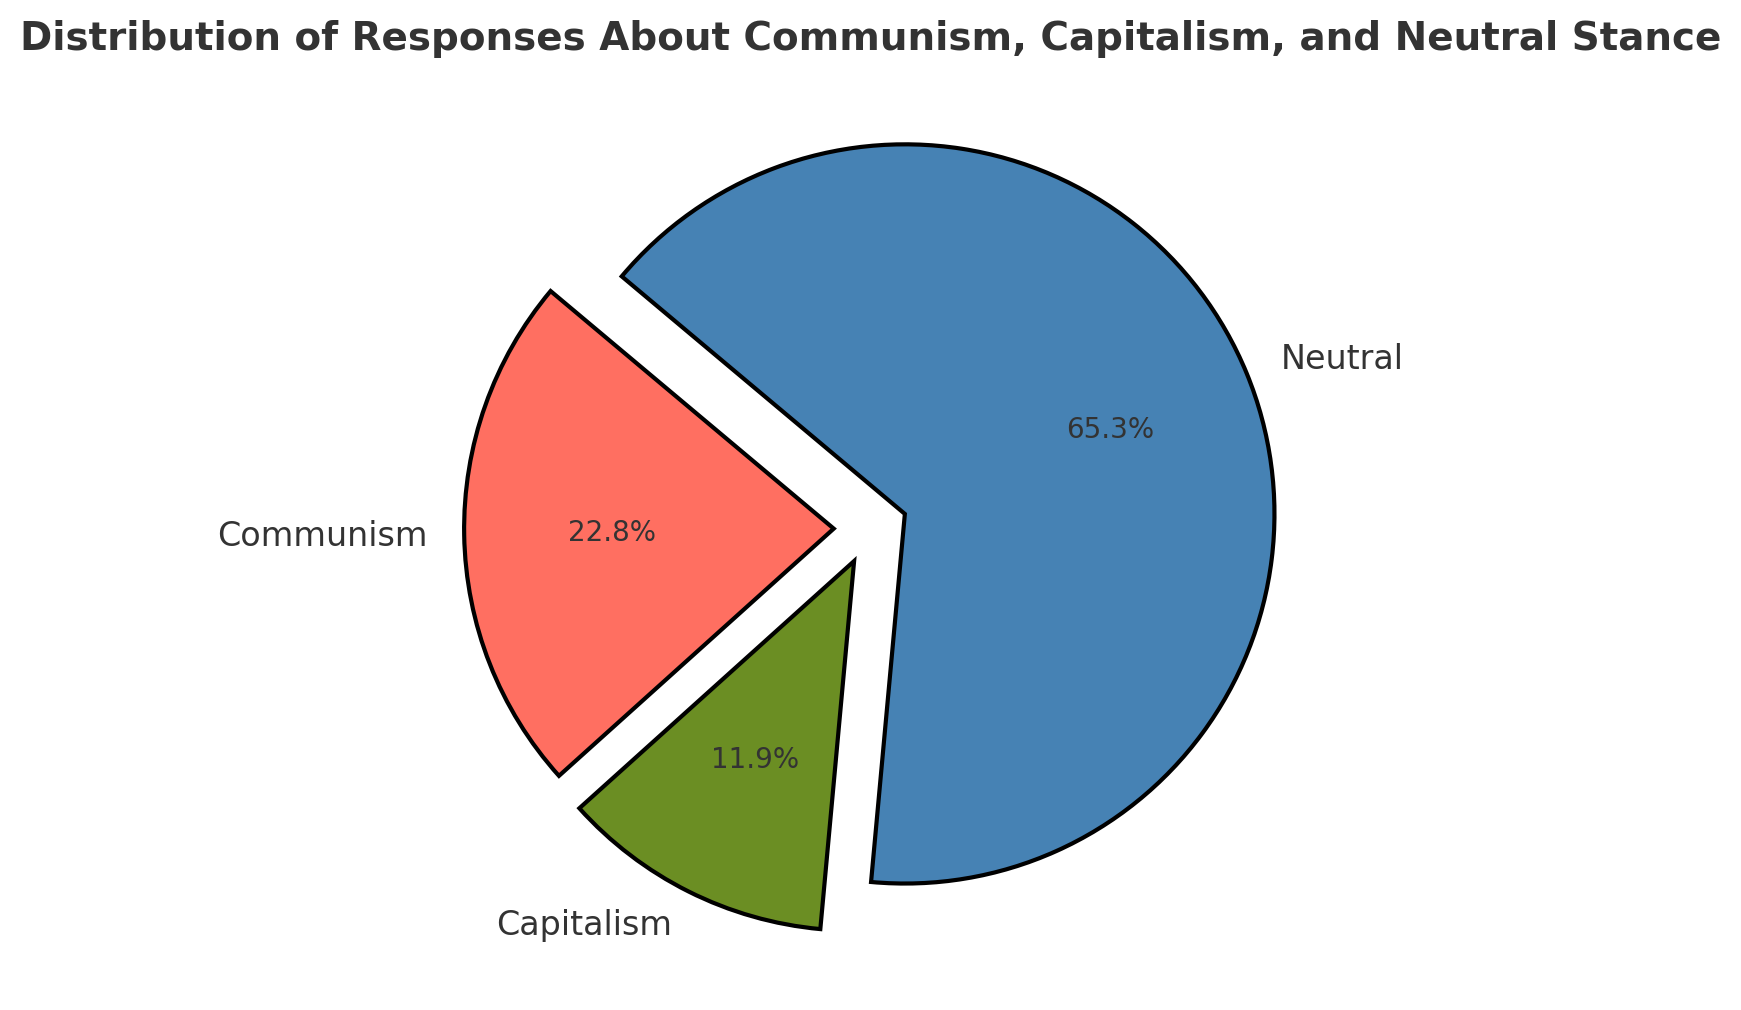 Distribution of Responses About Communism, Capitalism, and Neutral Stance
Neutral
65.3%
Communism
22.8%
11.9%
Capitalism